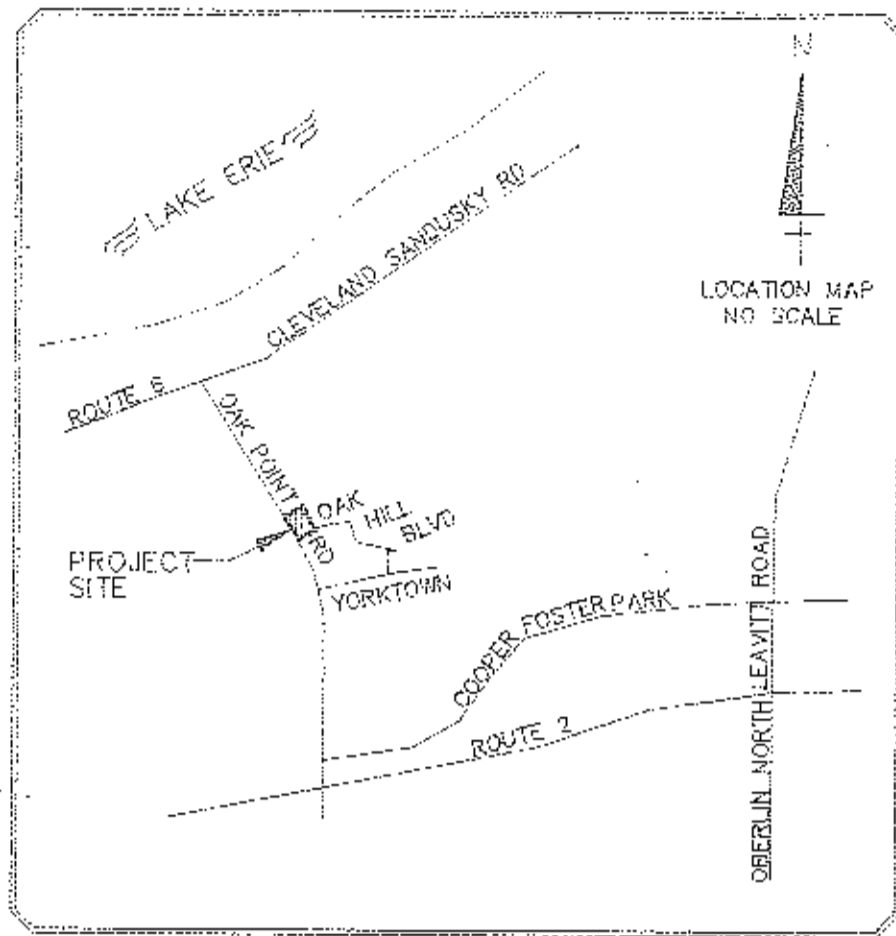 N
LAKE ERIE
CLEVELAND SANDUSKY RD
LOCATION MAP
NO SCALE
ROUTE 6
OAK POINT RD
OAK HILL BLVD
PROJECT
SITE
YORKTOWN
COOPER FOSTER PARK
ROUTE 2
OBERLIN NORTH LEAVITT ROAD